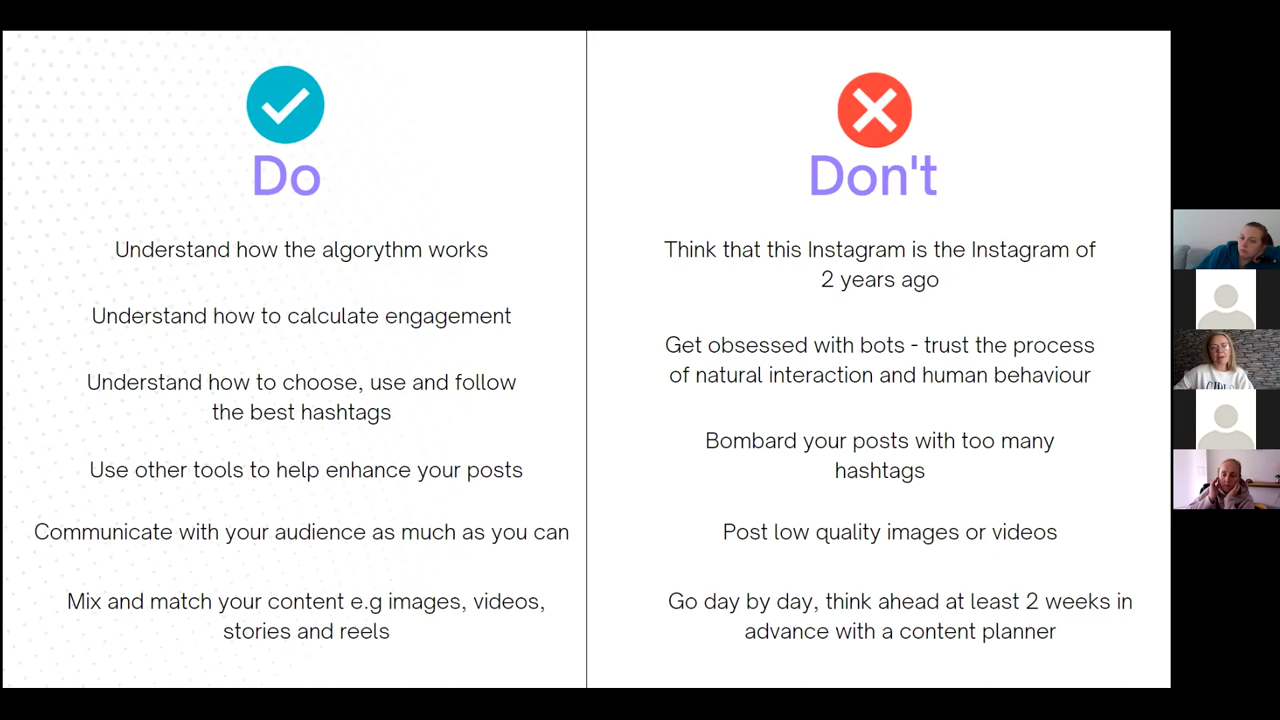 Do
Understand how the algorythm works
Understand how to calculate engagement
Understand how to choose, use and follow
the best hashtags
Use other tools to help enhance your posts
Communicate with your audience as much as you can
Mix and match your content e.g images, videos,
stories and reels
Don't
Think that this Instagram is the Instagram of
2 years ago
Get obsessed with bots - trust the process
of natural interaction and human behaviour
Bombard your posts with too many
hashtags
Post low quality images or videos
Go day by day, think ahead at least 2 weeks in
advance with a content planner